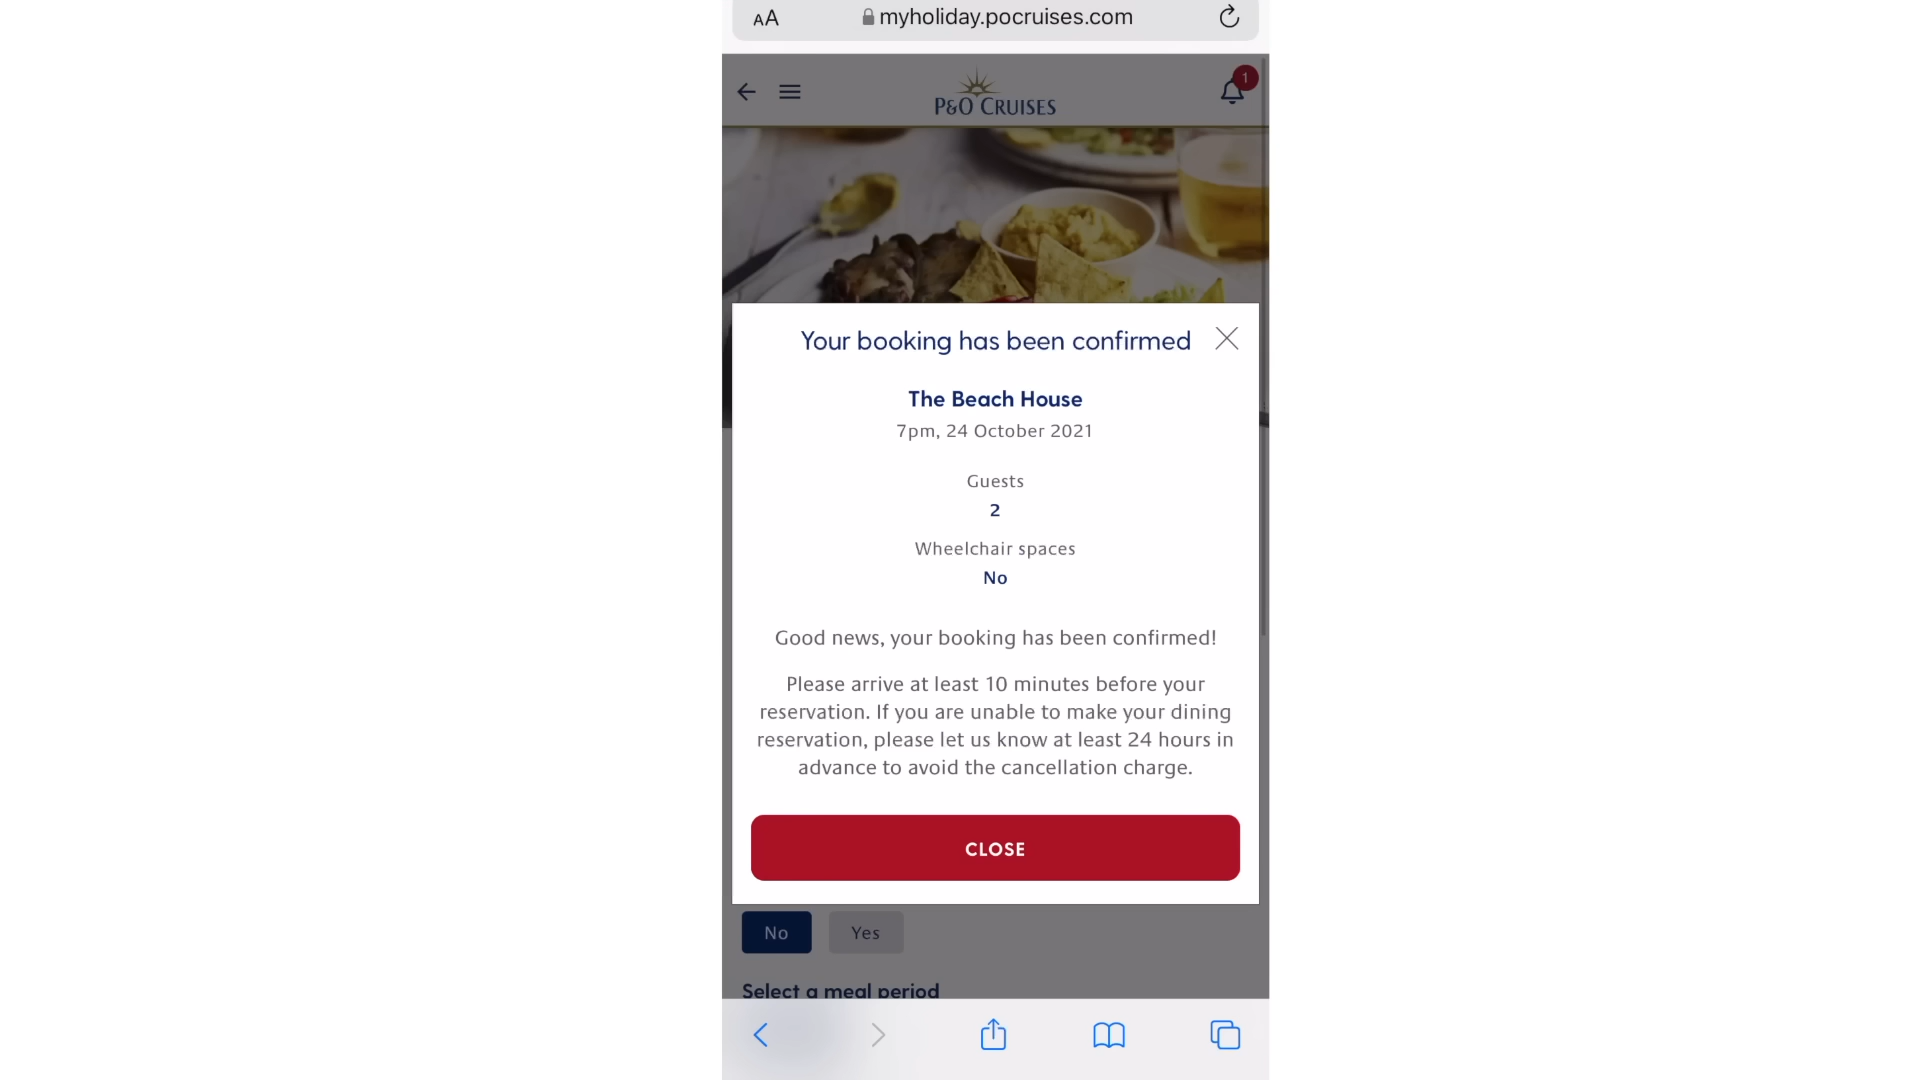 AA
myholiday.pocruises.com
1
P&O CRUISES
Your booking has been confirmed
The Beach House
7pm, 24 October 2021
Guests
2
Wheelchair spaces
No
Good news, your booking has been confirmed!
Please arrive at least 10 minutes before your
reservation. If you are unable to make your dining
reservation, please let us know at least 24 hours in
advance to avoid the cancellation charge.
CLOSE
No Yes
Select a meal period